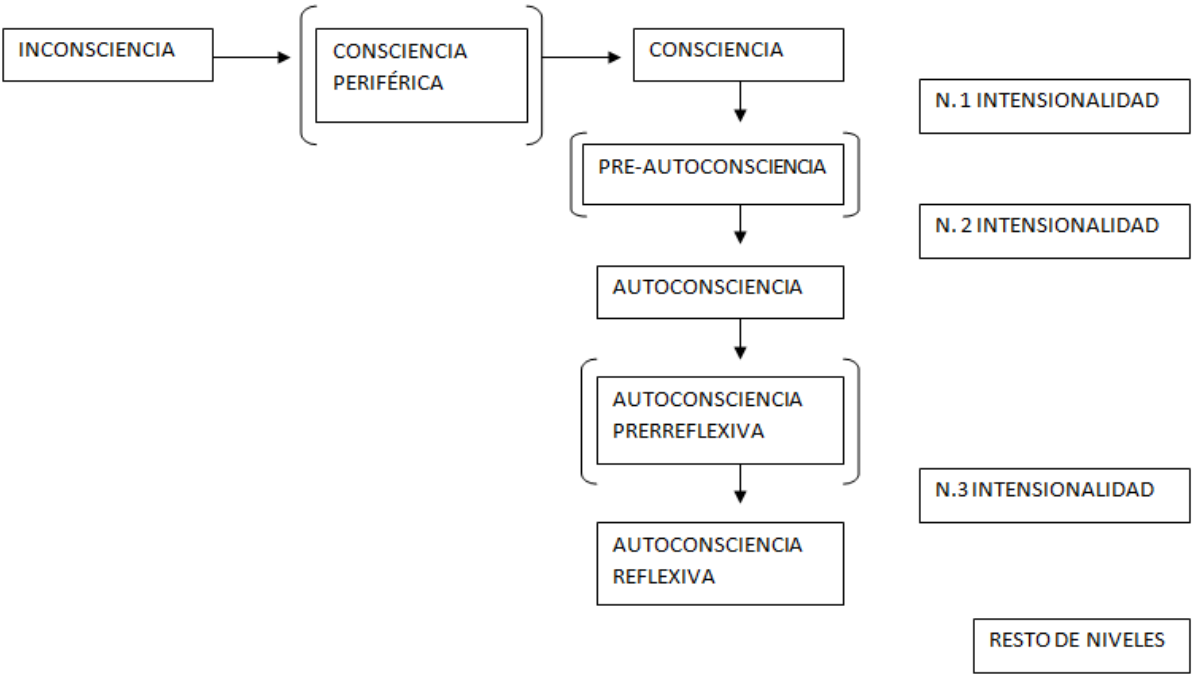 INCONSCIENCIA
CONSCIENCIA
PERIFÉRICA
CONSCIENCIA
N. 1 INTENSIONALIDAD
PRE-AUTOCONSCIENCIA
N. 2 INTENSIONALIDAD
AUTOCONSCIENCIA
AUTOCONSCIENCIA
PRERREFLEXIVA
N.3 INTENSIONALIDAD
AUTOCONSCIENCIA
REFLEXIVA
RESTO DE NIVELES